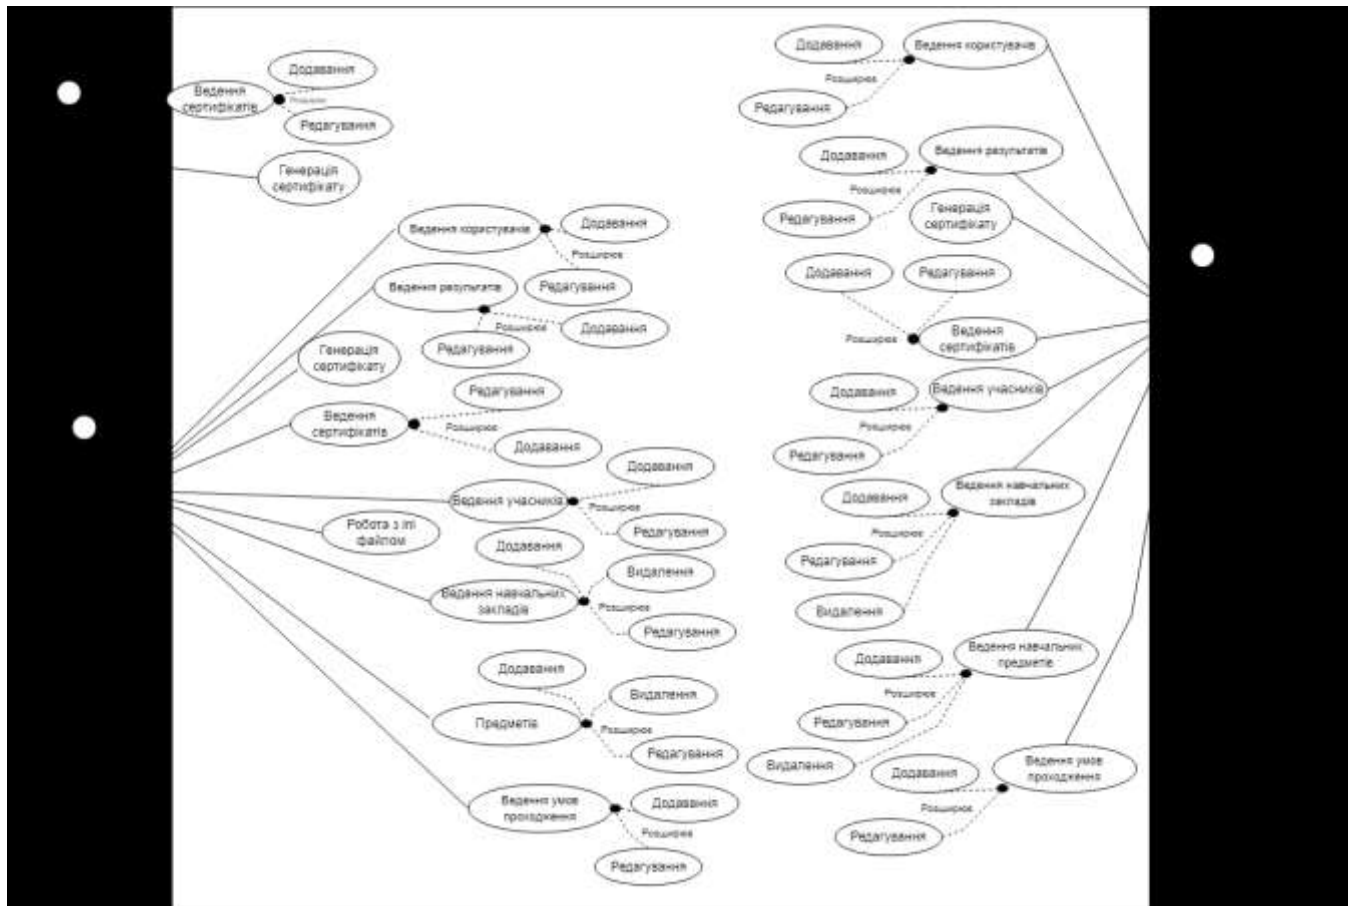 Додавання
Ведення
сертифікатів
Розширює
Редагування
Генерація
сертифікату
Ведення користувачів
Додавання
Розширює
Редагування
Ведення результатів
Розширює
Додавання
Редагування
Генерація
сертифікату
Редагування
Ведення
сертифікатів
Розширює
Додавання
Додавання
Ведення учасників
Розширює
Редагування
Робота з ini
файлом
Додавання
Видалення
Ведення навчальних
закладів
Розширює
Редагування
Додавання
Видалення
Предметів
Розширює
Редагування
Ведення умов
проходження
Додавання
Розширює
Редагування
Додавання
Ведення користувачів
Розширює
Редагування
Додавання
Ведення результатів
Розширює
Редагування
Генерація
сертифікату
Додавання
Редагування
Розширює
Ведення
сертифікатів
Додавання
Ведення учасників
Розширює
Редагування
Додавання
Ведення навчальних
закладів
Розширює
Редагування
Видалення
Додавання
Ведення навчальних
предметів
Розширює
Редагування
Видалення
Додавання
Ведення умов
проходження
Розширює
Редагування